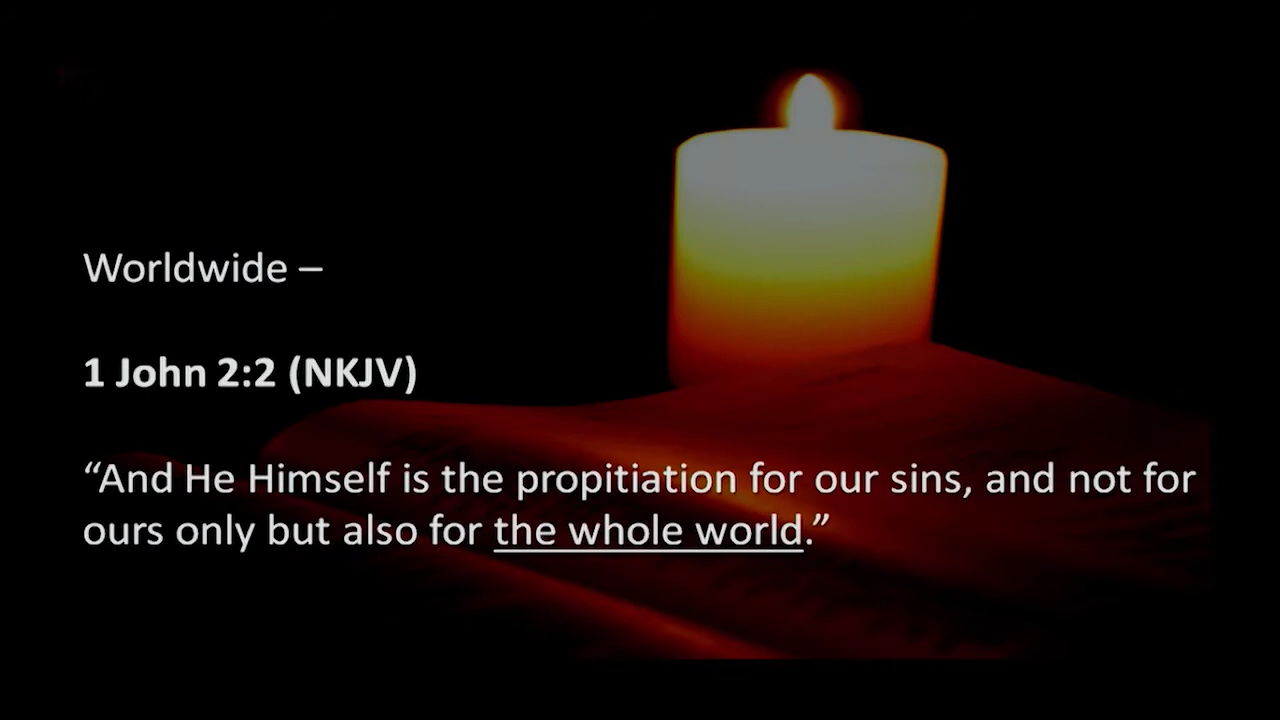 Worldwide –
1 John 2:2 (NKJV)
“And He Himself is the propitiation for our sins, and not for
ours only but also for the whole world.”